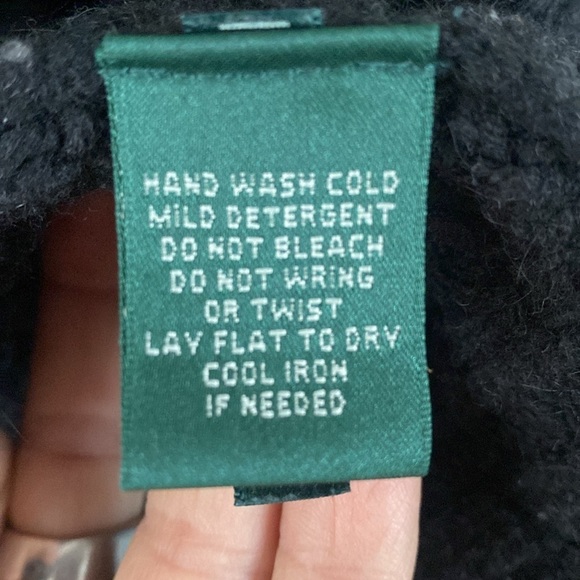 HAND WASH COLD
MILD DETERGENT
DO NOT BLEACH
DO NOT WRING
OR TWIST
LAY FLAT TO DRY
COOL IRON
IF NEEDED